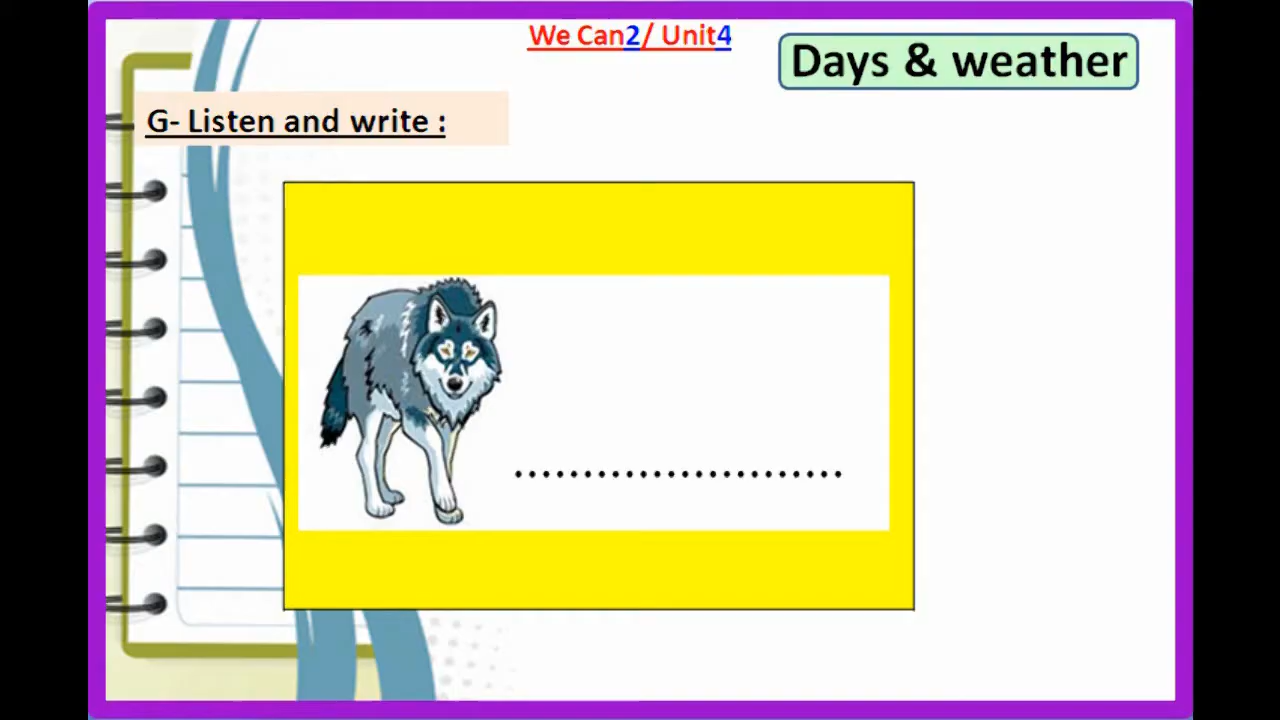 We Can2/ Unit4
Days & weather
G- Listen and write :
.......................